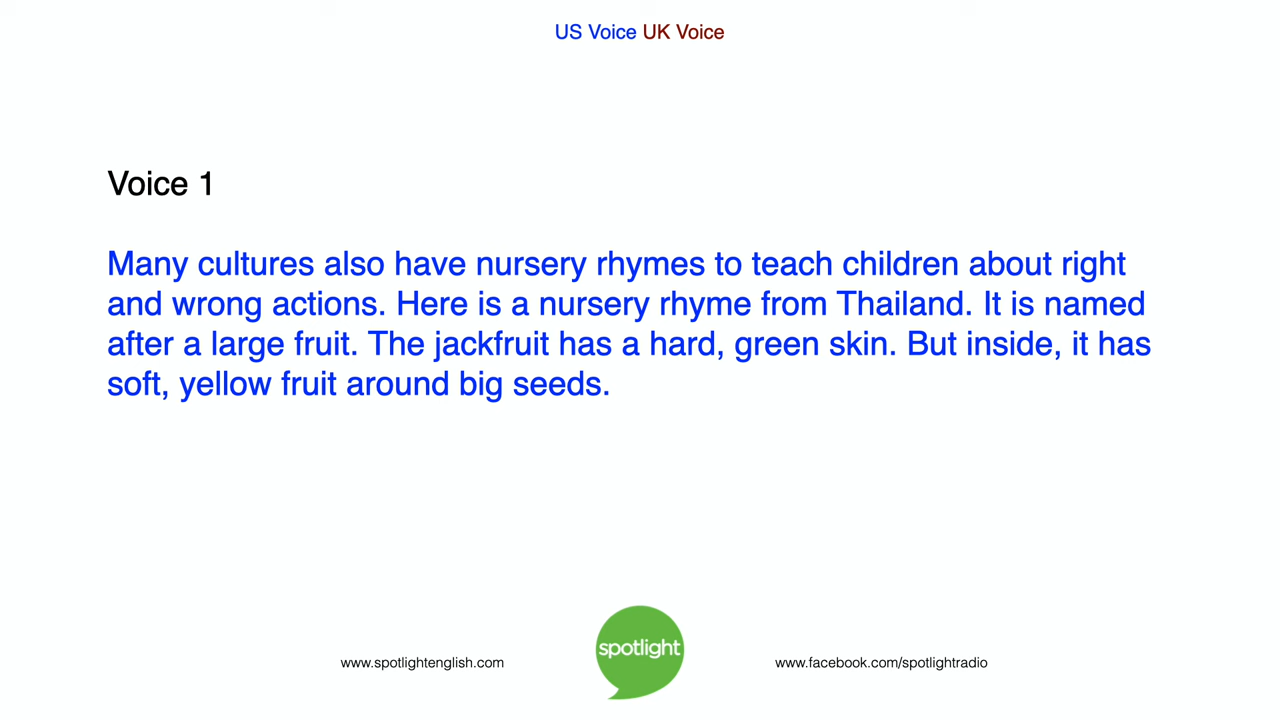 US Voice UK Voice
Voice 1
Many cultures also have nursery rhymes to teach children about right
and wrong actions. Here is a nursery rhyme from Thailand. It is named
after a large fruit. The jackfruit has a hard, green skin. But inside, it has
soft, yellow fruit around big seeds.
spotlight
www.spotlightenglish.com
www.facebook.com/spotlightradio